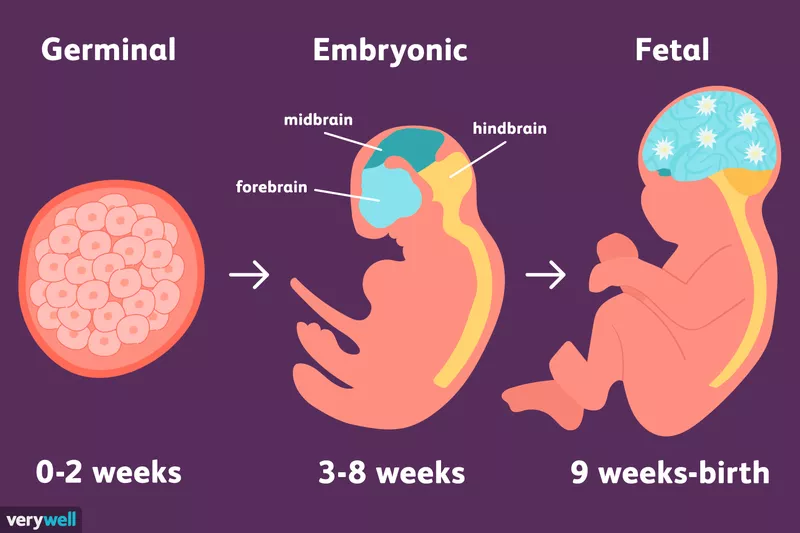 Germinal
Embryonic
Fetal
midbrain
hindbrain
forebrain
0-2 weeks
3-8 weeks
9 weeks-birth
verywell